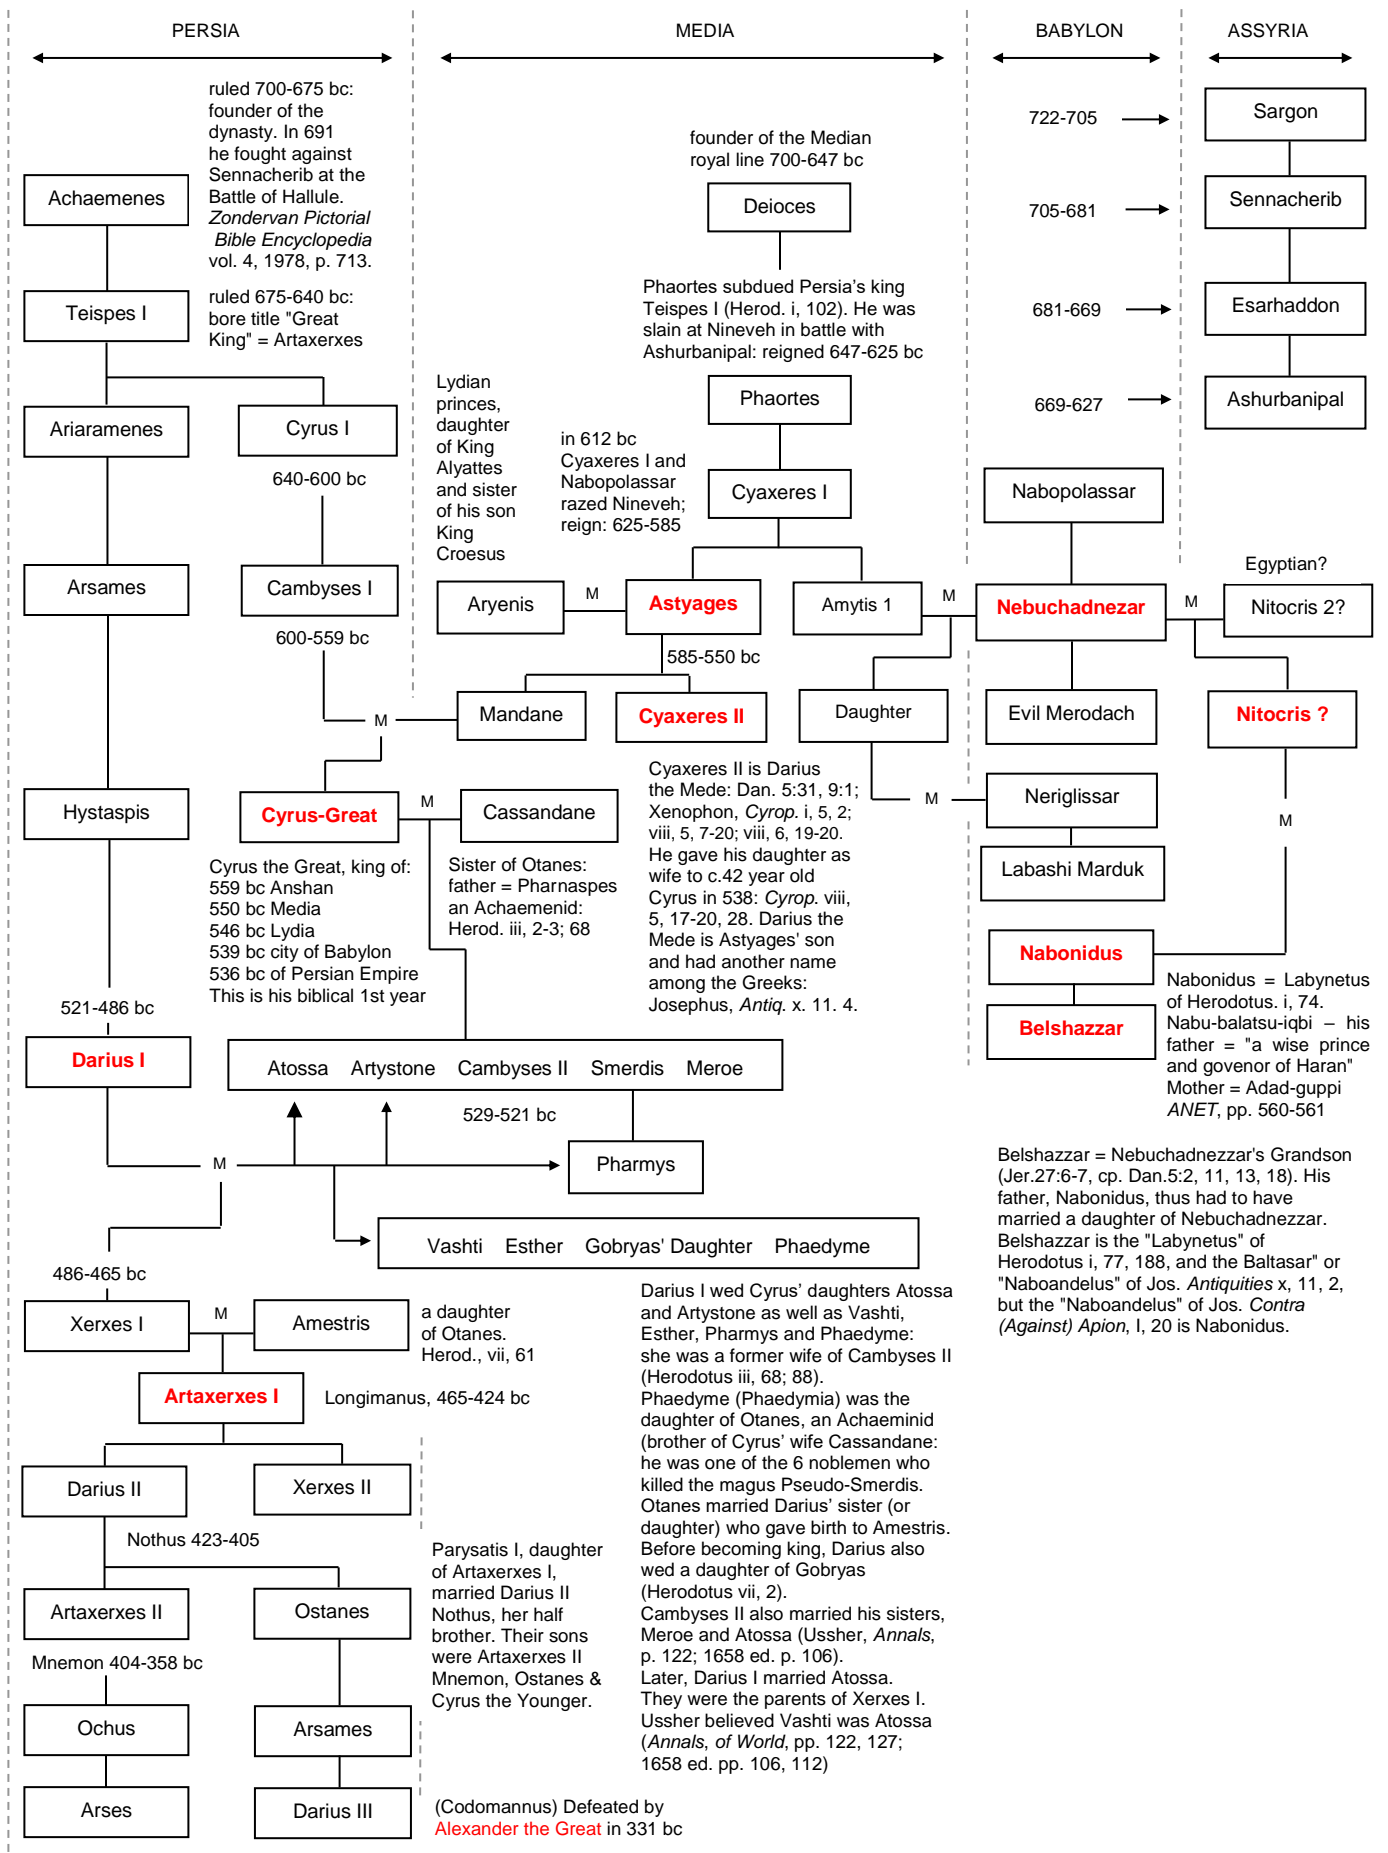 PERSIA
MEDIA
BABYLON
ASSYRIA
ruled 700-675 bc:
founder of the
dynasty. In 691
he fought against
Sennacherib at the
Battle of Hallule.
Zondervan Pictorial
Bible Encyclopedia
vol. 4, 1978, p. 713.
Achaemenes
Teispes I
ruled 675-640 bc:
bore title "Great
King" = Artaxerxes
Ariaramenes
Cyrus I
640-600 bc
Arsames
Cambyses I
600-559 bc
M
Hystaspis
Cyrus-Great
M
Cassandane
Cyrus the Great, king of:
559 bc Anshan
550 bc Media
546 bc Lydia
539 bc city of Babylon
536 bc of Persian Empire
This is his biblical 1st year
Sister of Otanes:
father = Pharnaspes
an Achaemenid:
Herod. iii, 2-3; 68
founder of the Median
royal line 700-647 bc
Deioces
Phaortes subdued Persia’s king
Teispes I (Herod. i, 102). He was
slain at Nineveh in battle with
Ashurbanipal: reigned 647-625 bc
Phaortes
Lydian
princes,
daughter
of King
Alyattes
and sister
of his son
King
Croesus
in 612 bc
Cyaxeres I and
Nabopolassar
razed Nineveh;
reign: 625-585
Cyaxeres I
Aryenis
M
Astyages
Amytis 1
M
585-550 bc
Mandane
Cyaxeres II
Daughter
Cyaxeres II is Darius
the Mede: Dan. 5:31, 9:1;
Xenophon, Cyrop. i, 5, 2;
viii, 5, 7-20; viii, 6, 19-20.
He gave his daughter as
wife to c.42 year old
Cyrus in 538: Cyrop. viii,
5, 17-20, 28. Darius the
Mede is Astyages’ son
and had another name
among the Greeks:
Josephus, Antiq. x. 11. 4.
722-705
Sargon
705-681
Sennacherib
681-669
Esarhaddon
669-627
Ashurbanipal
Nabopolassar
Egyptian?
Nebuchadnezar
M
Nitocris 2?
Evil Merodach
Nitocris ?
M
Neriglissar
M
Labashi Marduk
Nabonidus
Belshazzar
Nabonidus = Labynetus
of Herodotus. i, 74.
Nabu-balatsu-iqbi – his
father = "a wise prince
and govenor of Haran"
Mother = Adad-guppi
ANET, pp. 560-561
Belshazzar = Nebuchadnezzar's Grandson
(Jer.27:6-7, cp. Dan.5:2, 11, 13, 18). His
father, Nabonidus, thus had to have
married a daughter of Nebuchadnezzar.
Belshazzar is the "Labynetus" of
Herodotus i, 77, 188, and the Baltasar" or
"Naboandelus" of Jos. Antiquities x, 11, 2,
but the "Naboandelus" of Jos. Contra
(Against) Apion, I, 20 is Nabonidus.
521-486 bc
Darius I
Atossa Artystone Cambyses II Smerdis Meroe
529-521 bc
M
Pharmys
Vashti Esther Gobryas' Daughter Phaedyme
486-465 bc
Xerxes I
M
Amestris
a daughter
of Otanes.
Herod., vii, 61
Artaxerxes I
Longimanus, 465-424 bc
Darius II
Xerxes II
Nothus 423-405
Artaxerxes II
Ostanes
Mnemon 404-358 bc
Ochus
Arsames
Arses
Darius III
Parysatis I, daughter
of Artaxerxes I,
married Darius II
Nothus, her half
brother. Their sons
were Artaxerxes II
Mnemon, Ostanes &
Cyrus the Younger.
(Codomannus) Defeated by
Alexander the Great in 331 bc
Darius I wed Cyrus’ daughters Atossa
and Artystone as well as Vashti,
Esther, Pharmys and Phaedyme:
she was a former wife of Cambyses II
(Herodotus iii, 68; 88).
Phaedyme (Phaedymia) was the
daughter of Otanes, an Achaeminid
(brother of Cyrus’ wife Cassandane:
he was one of the 6 noblemen who
killed the magus Pseudo-Smerdis.
Otanes married Darius’ sister (or
daughter) who gave birth to Amestris.
Before becoming king, Darius also
wed a daughter of Gobryas
(Herodotus vii, 2).
Cambyses II also married his sisters,
Meroe and Atossa (Ussher, Annals,
p. 122; 1658 ed. p. 106).
Later, Darius I married Atossa.
They were the parents of Xerxes I.
Ussher believed Vashti was Atossa
(Annals, of World, pp. 122, 127;
1658 ed. pp. 106, 112)